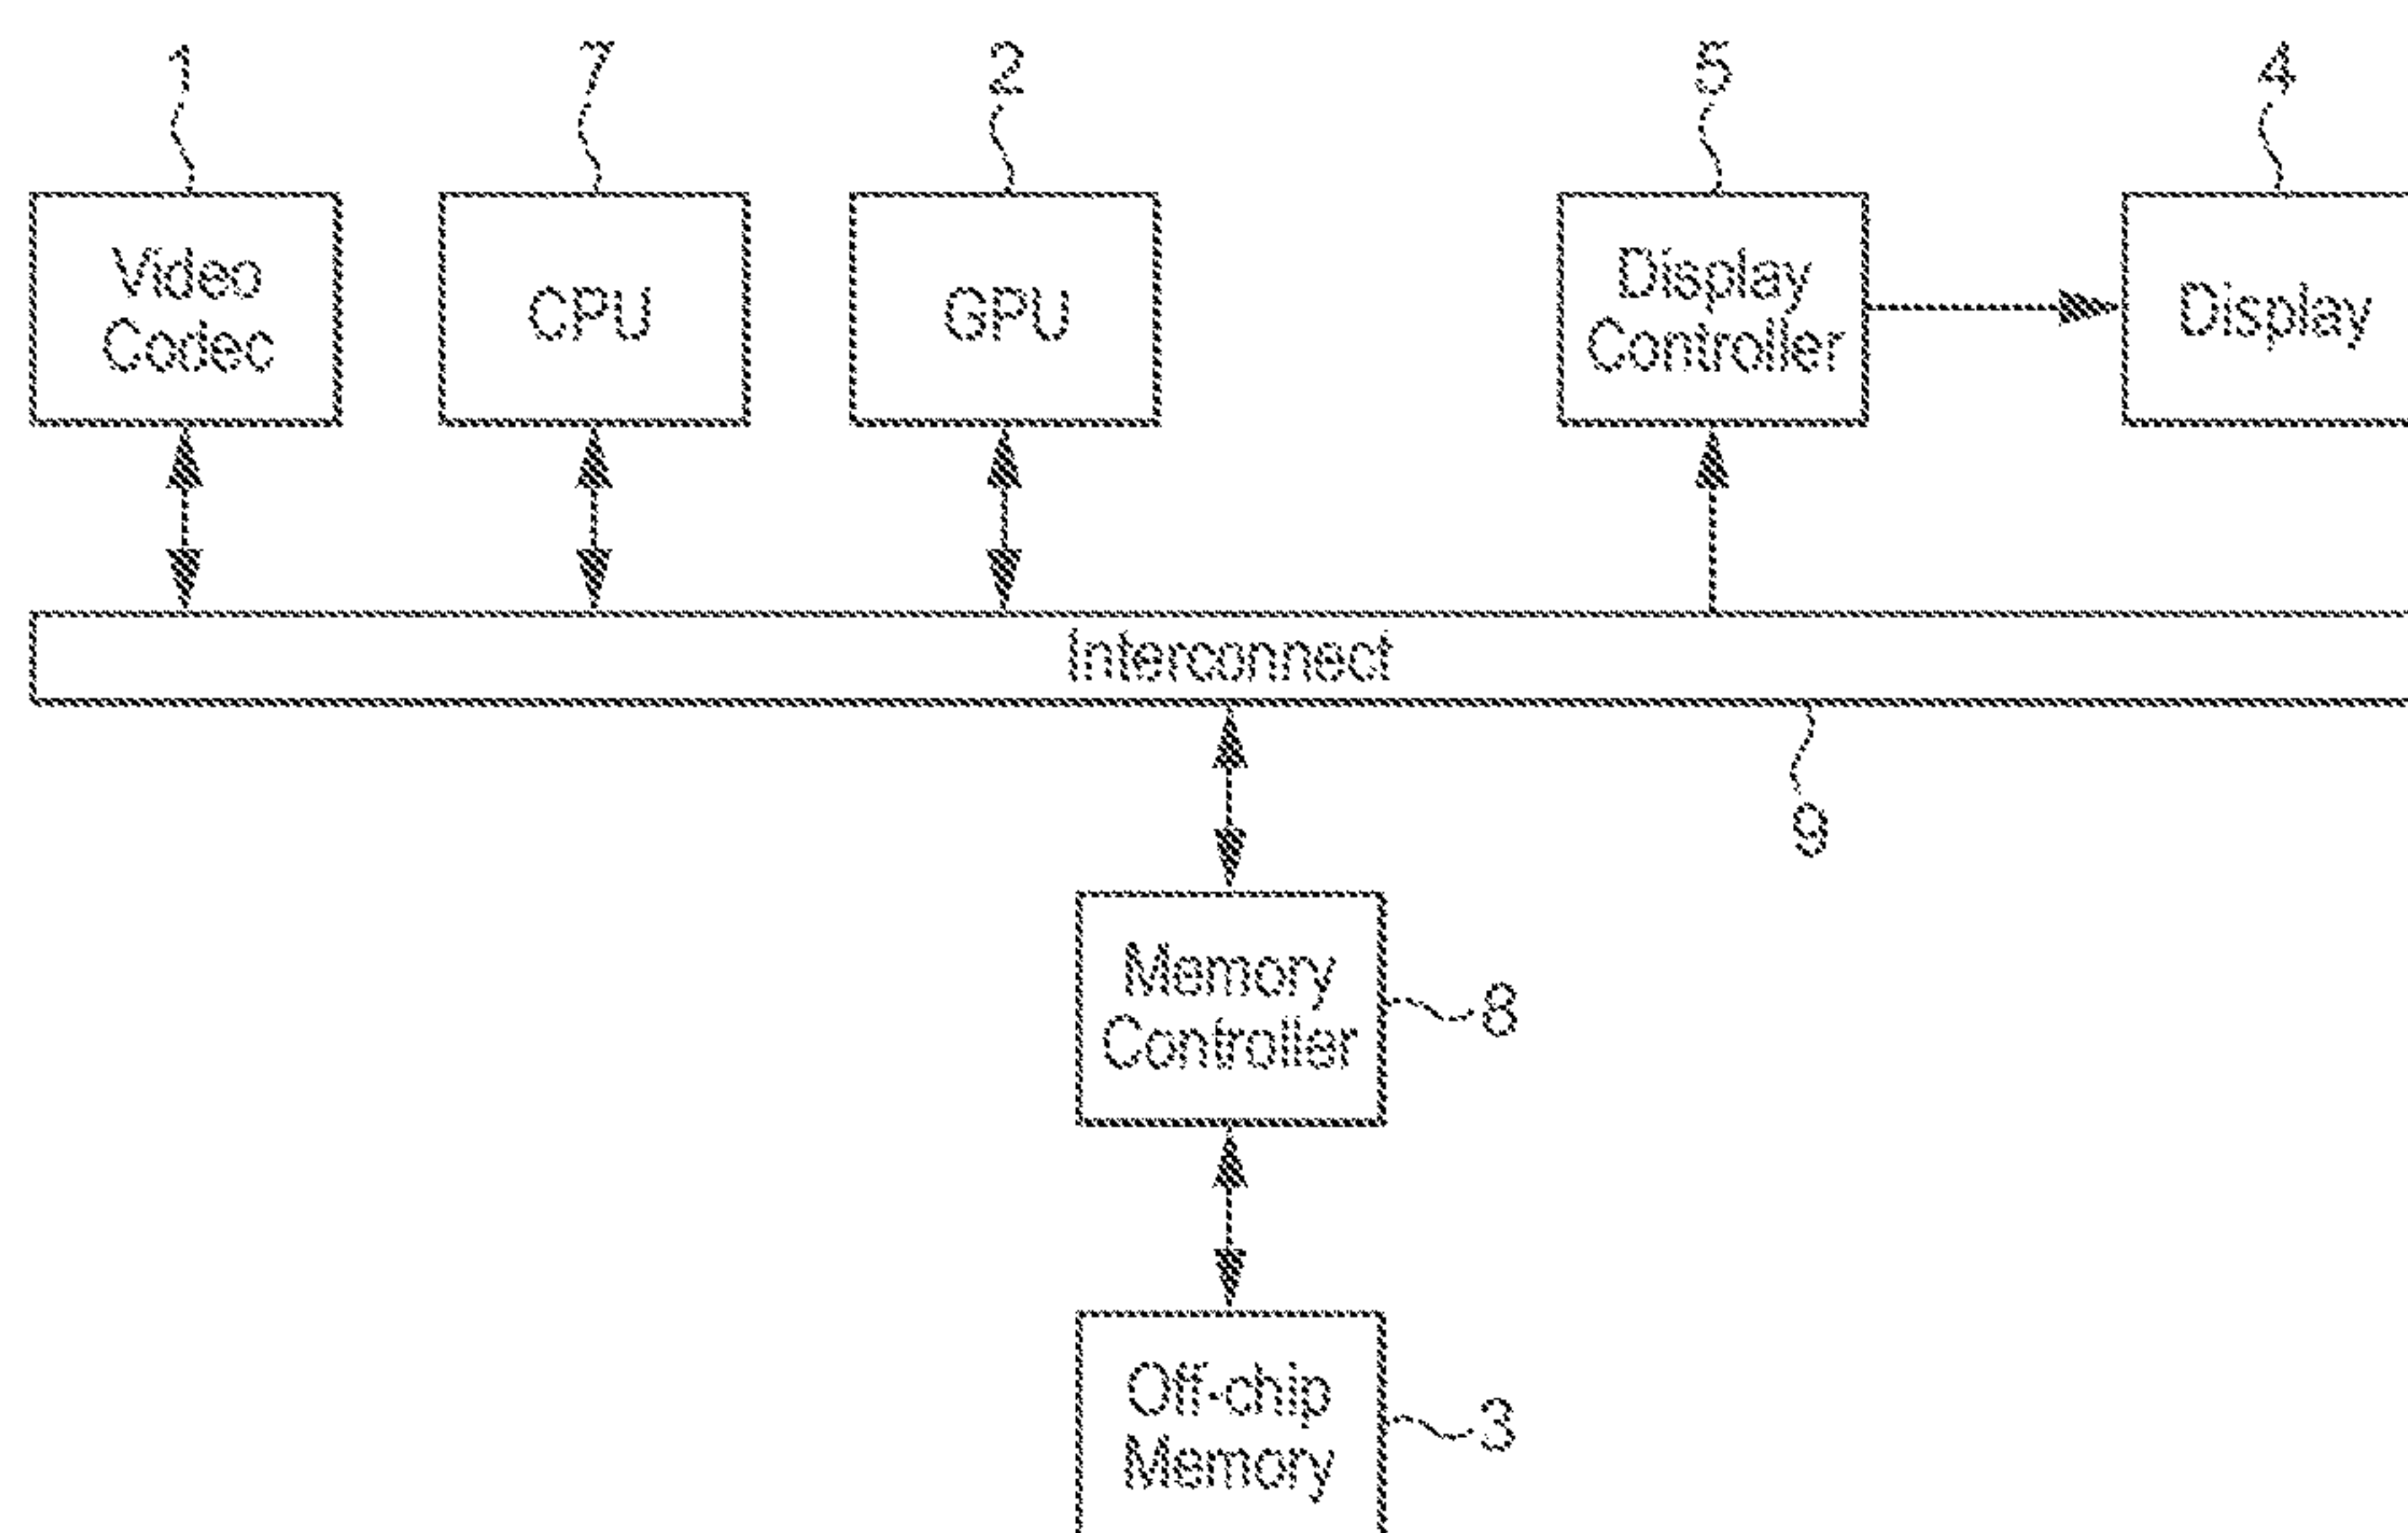 1
7
2
5
4
Video
Codec
CPU
GPU
Display
Controller
Display
Interconnect
9
Memory
Controller
8
Off-chip
Memory
3